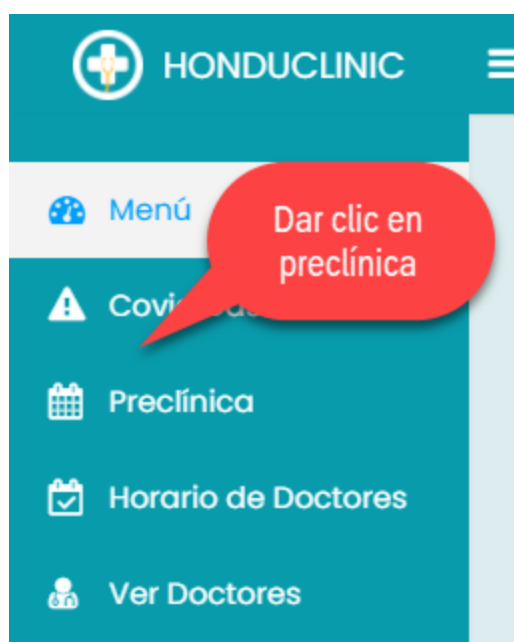 HONDUCLINIC
Menú
Dar clic en
preclínica
Preclínica
Horario de Doctores
Ver Doctores